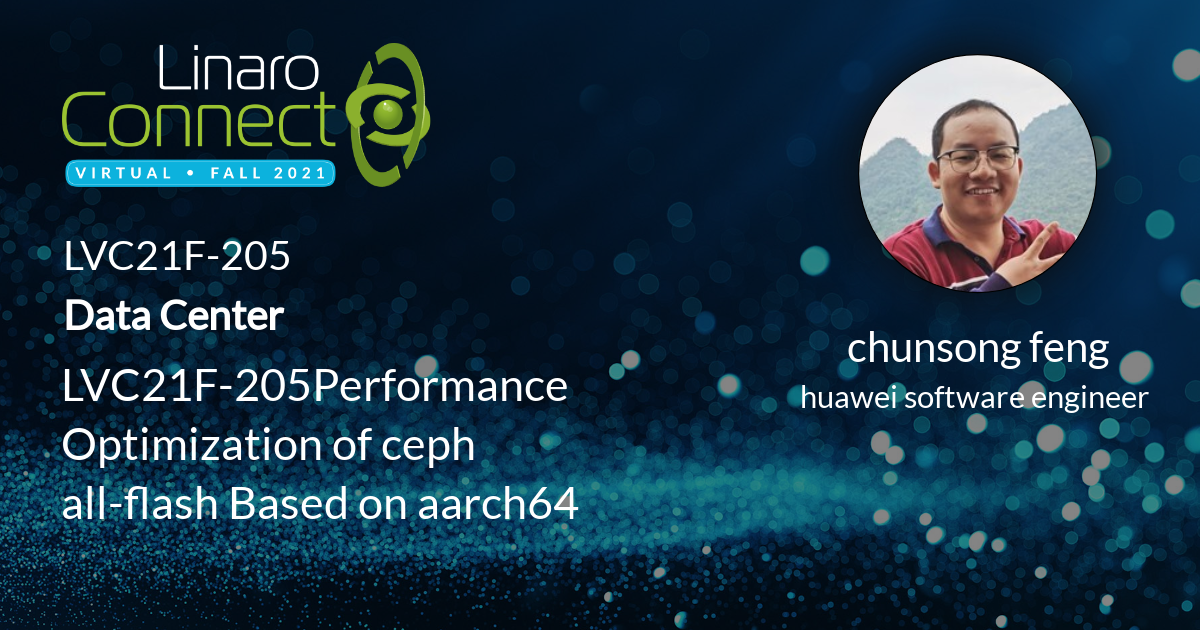 Linaro
Connect
VIRTUAL • FALL 2021
LVC21F-205
Data Center
LVC21F-205Performance
Optimization of ceph
all-flash Based on aarch64
chunsong feng
huawei software engineer